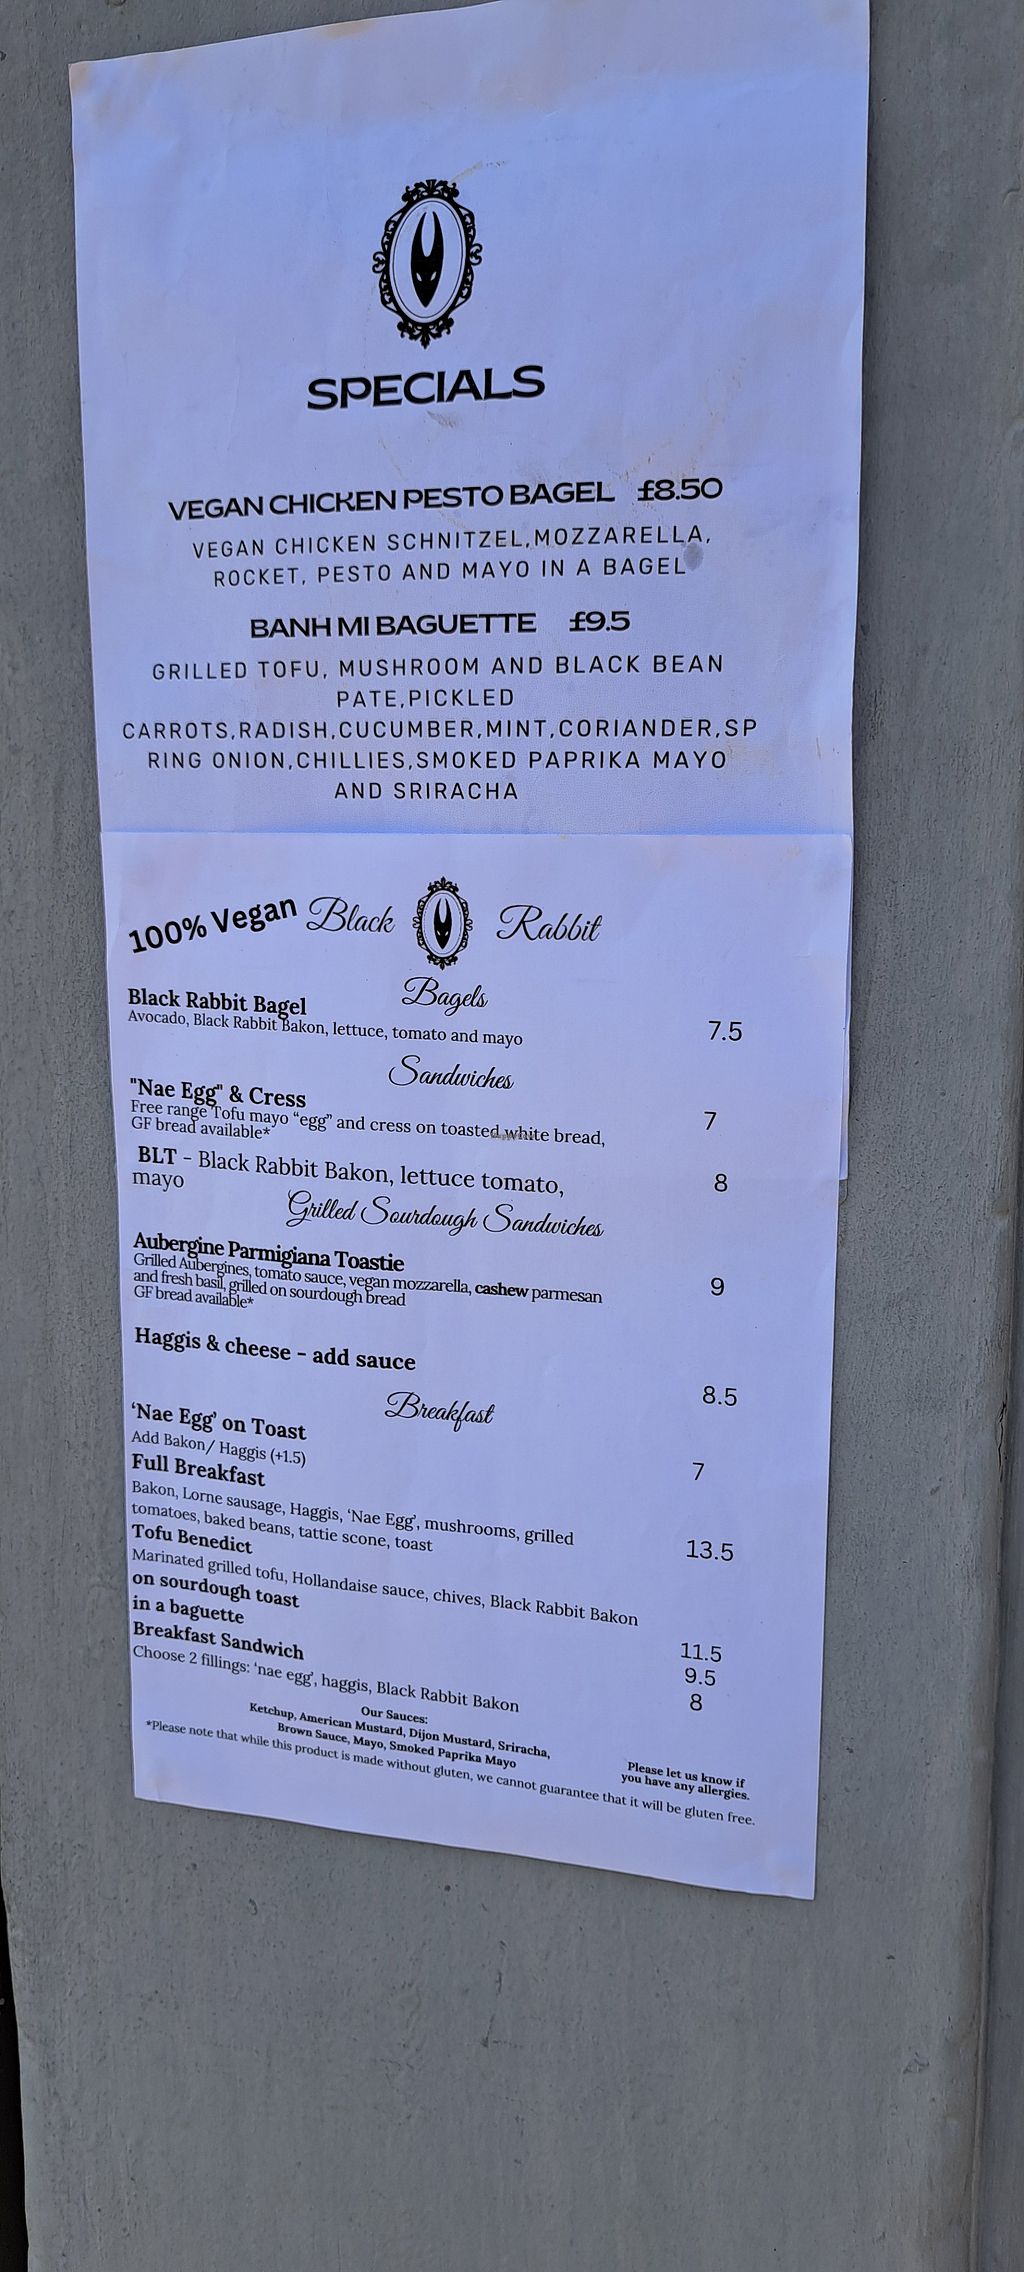 SPECIALS
VEGAN CHICKEN PESTO BAGEL £8.50
VEGAN CHICKEN SCHNITZEL,MOZZARELLA,
ROCKET, PESTO AND MAYO IN A BAGEL
BANH MI BAGUETTE £9.5
GRILLED TOFU, MUSHROOM AND BLACK BEAN
PATE,PICKLED
CARROTS,RADISH,CUCUMBER,MINT,CORIANDER,SP
RING ONION,CHILLIES,SMOKED PAPRIKA MAYO
AND SRIRACHA
100% Vegan Black Rabbit
Bagels
Black Rabbit Bagel 7.5
Avocado, Black Rabbit Bakon, lettuce, tomato and mayo
Sandwiches
"Nae Egg" & Cress 7
Free range Tofu mayo “egg” and cress on toasted white bread,
GF bread available*
BLT - Black Rabbit Bakon, lettuce tomato, 8
mayo
Grilled Sourdough Sandwiches
Aubergine Parmigiana Toastie 9
Grilled Aubergines, tomato sauce, vegan mozzarella, cashew parmesan
and fresh basil, grilled on sourdough bread
GF bread available*
Haggis & cheese - add sauce 8.5
Breakfast
‘Nae Egg’ on Toast 7
Add Bakon/ Haggis (+1.5)
Full Breakfast 13.5
Bakon, Lorne sausage, Haggis, ‘Nae Egg’, mushrooms, grilled
tomatoes, baked beans, tattie scone, toast
Tofu Benedict
Marinated grilled tofu, Hollandaise sauce, chives, Black Rabbit Bakon
on sourdough toast 11.5
in a baguette 9.5
Breakfast Sandwich 8
Choose 2 fillings: ‘nae egg’, haggis, Black Rabbit Bakon
Our Sauces:
Ketchup, American Mustard, Dijon Mustard, Sriracha,
Brown Sauce, Mayo, Smoked Paprika Mayo
Please let us know if
you have any allergies.
*Please note that while this product is made without gluten, we cannot guarantee that it will be gluten free.